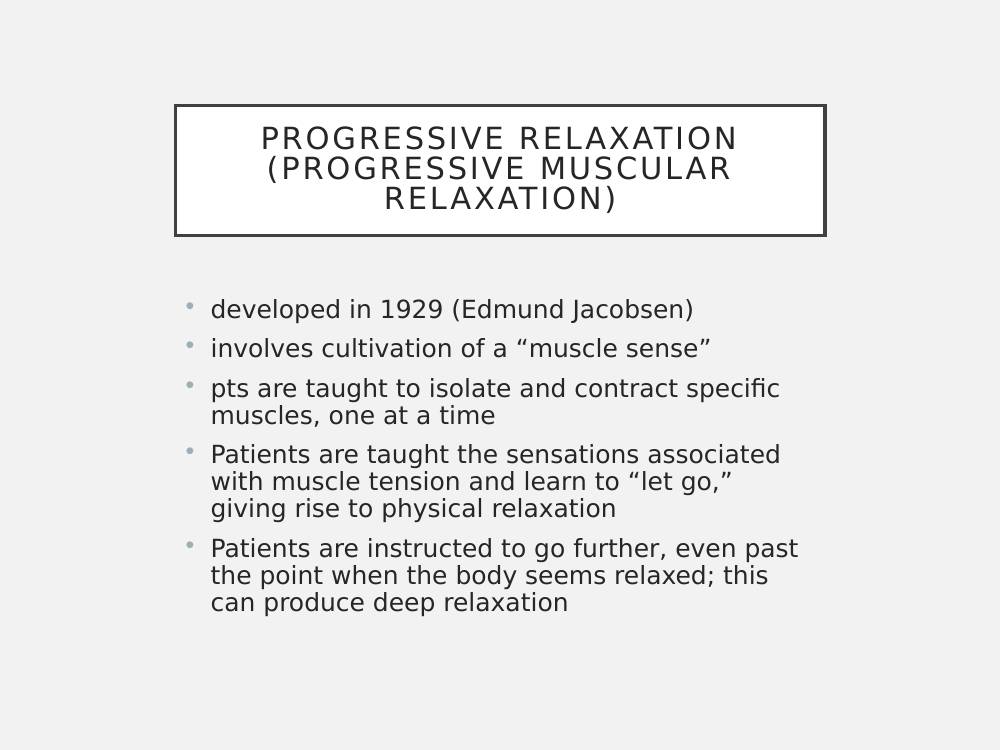 PROGRESSIVE RELAXATION
(PROGRESSIVE MUSCULAR
RELAXATION)
• developed in 1929 (Edmund Jacobsen)
• involves cultivation of a “muscle sense”
• pts are taught to isolate and contract specific
muscles, one at a time
• Patients are taught the sensations associated
with muscle tension and learn to “let go,”
giving rise to physical relaxation
• Patients are instructed to go further, even past
the point when the body seems relaxed; this
can produce deep relaxation